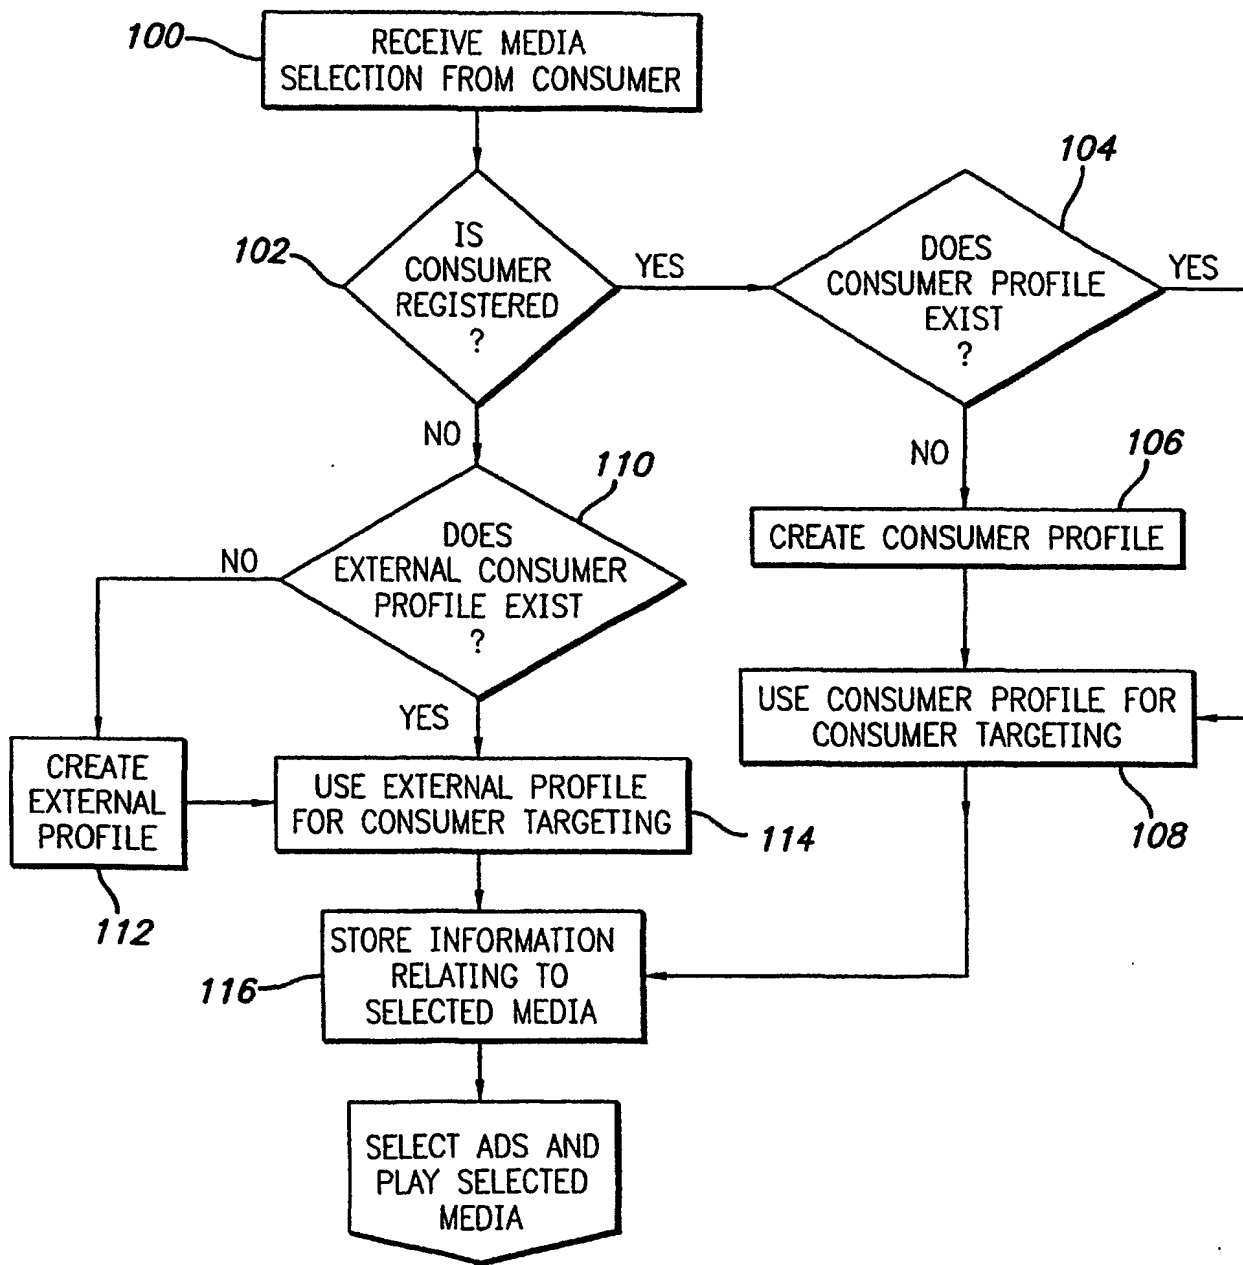 100
RECEIVE MEDIA
SELECTION FROM CONSUMER
102
IS
CONSUMER
REGISTERED
?
YES
104
DOES
CONSUMER PROFILE
EXIST
?
YES
NO
NO
106
CREATE CONSUMER PROFILE
110
DOES
EXTERNAL CONSUMER
PROFILE EXIST
?
NO
YES
USE CONSUMER PROFILE FOR
CONSUMER TARGETING
108
CREATE
EXTERNAL
PROFILE
112
USE EXTERNAL PROFILE
FOR CONSUMER TARGETING
114
STORE INFORMATION
RELATING TO
SELECTED MEDIA
116
SELECT ADS AND
PLAY SELECTED
MEDIA